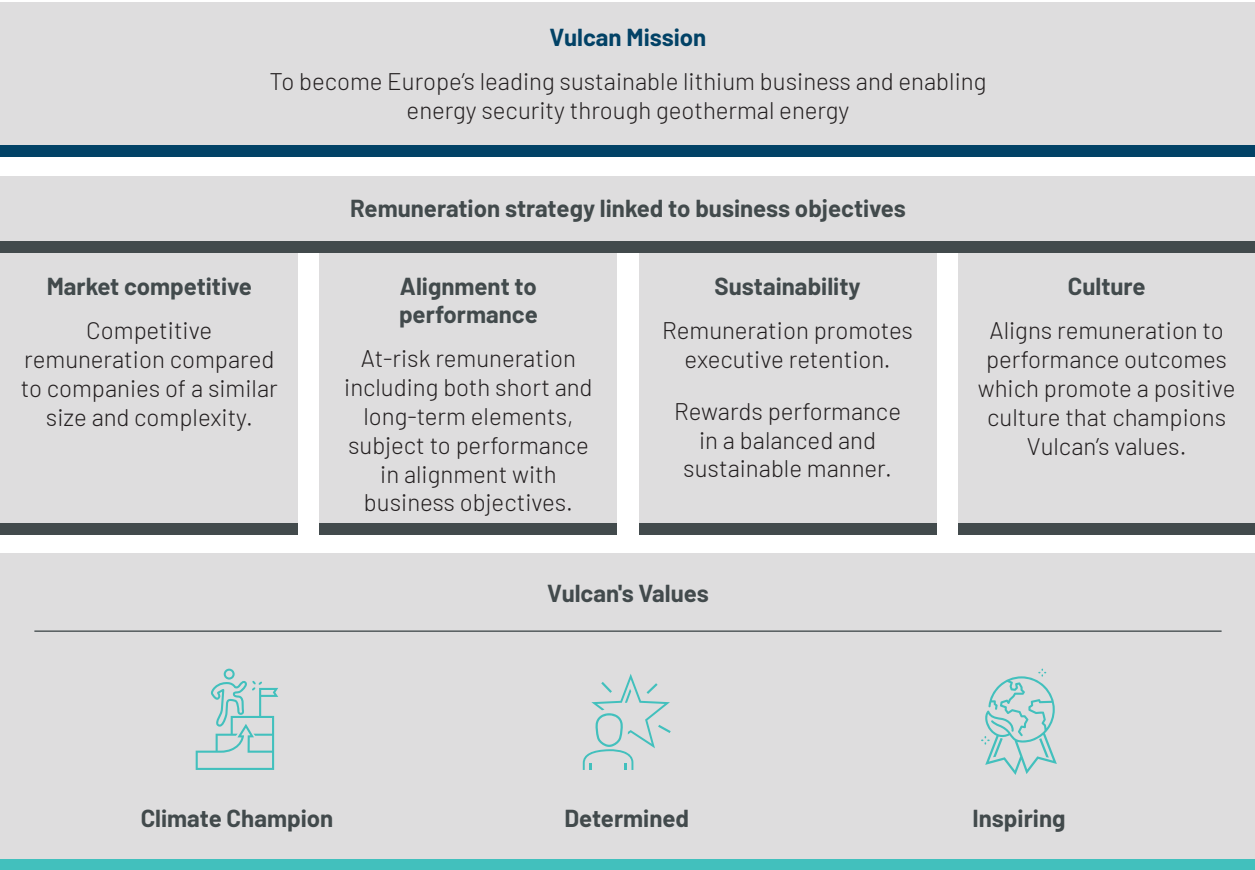 Vulcan Mission
To become Europe’s leading sustainable lithium business and enabling
energy security through geothermal energy
Remuneration strategy linked to business objectives
Market competitive
Competitive
remuneration compared
to companies of a similar
size and complexity.
Alignment to
performance
At-risk remuneration
including both short and
long-term elements,
subject to performance
in alignment with
business objectives.
Sustainability
Remuneration promotes
executive retention.
Rewards performance
in a balanced and
sustainable manner.
Culture
Aligns remuneration to
performance outcomes
which promote a positive
culture that champions
Vulcan’s values.
Vulcan's Values
Climate Champion
Determined
Inspiring